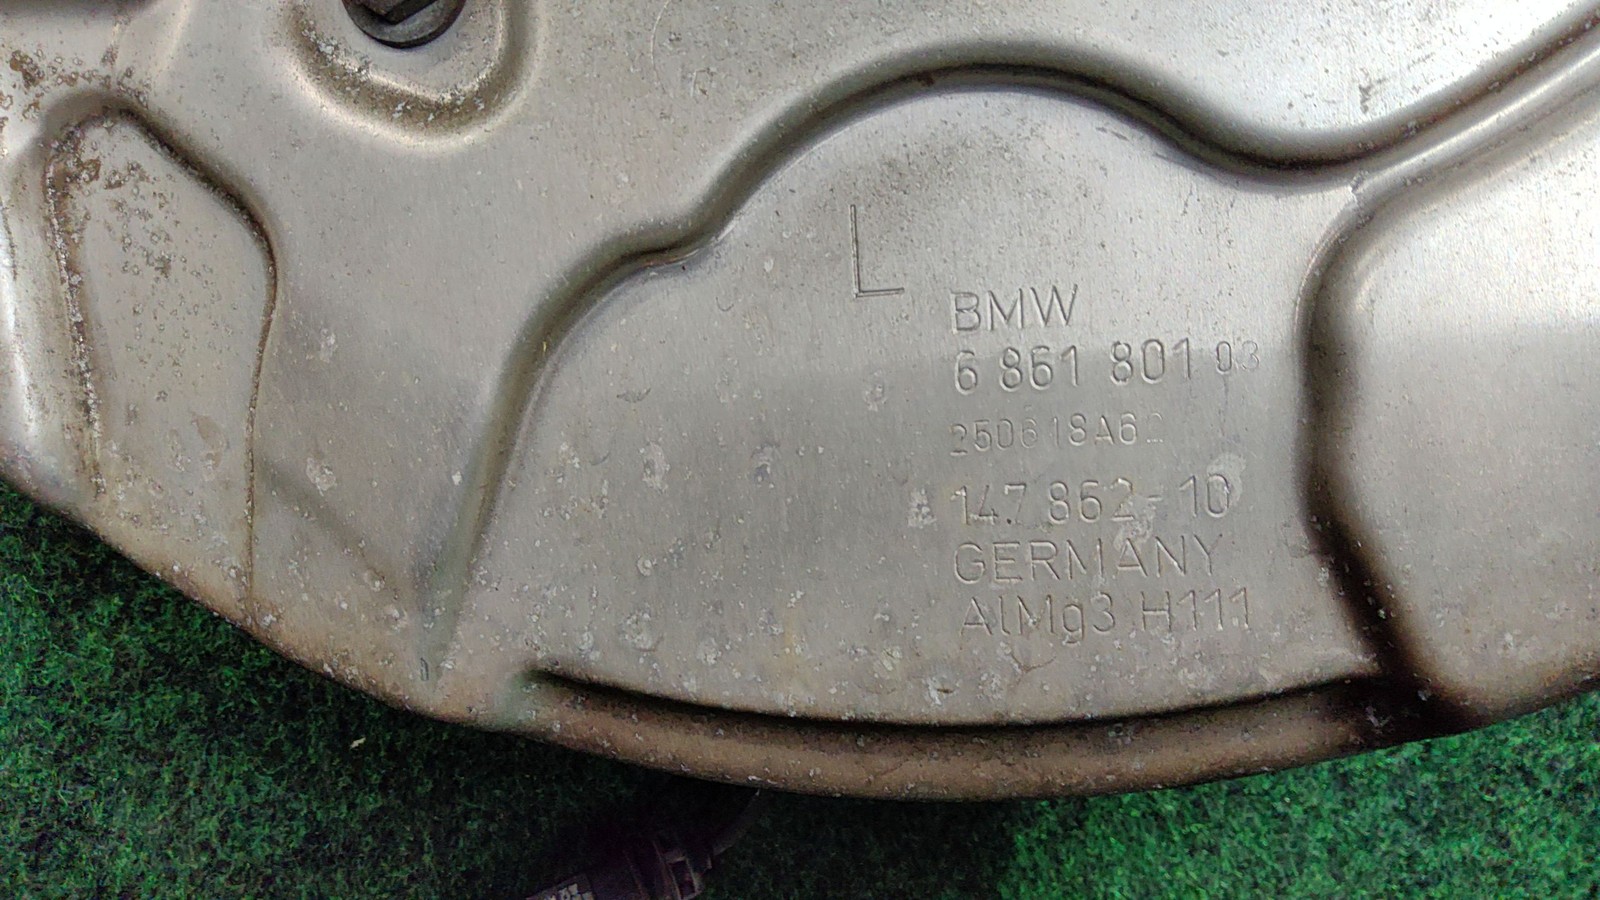 L
BMW
6 861 801 03
250618A62
147 862-10
GERMANY
AlMg3 H111